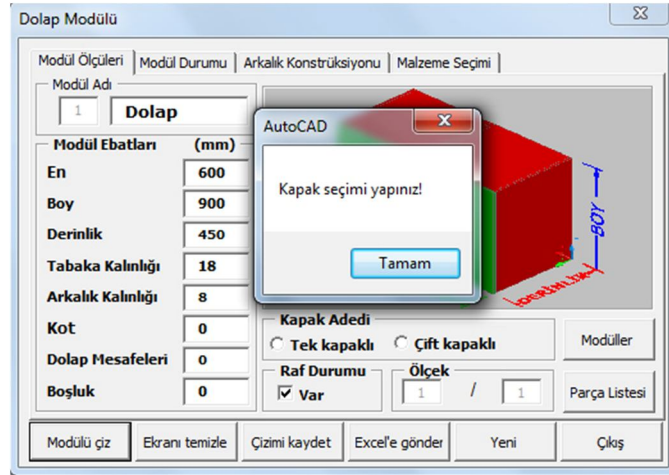 Dolap Modülü
Modül Ölçüleri
Modül Durumu
Arkalık Konstrüksiyonu
Malzeme Seçimi
Modül Adı
1
Dolap
Modül Ebatları (mm)
En 600
Boy 900
Derinlik 450
Tabaka Kalınlığı 18
Arkalık Kalınlığı 8
Kot 0
Dolap Mesafeleri 0
Boşluk 0
AutoCAD
Kapak seçimi yapınız!
Tamam
BOY
DERİNLİK
Kapak Adedi
Tek kapaklı
Çift kapaklı
Raf Durumu
Var
Ölçek
1 / 1
Modüller
Parça Listesi
Modülü çiz
Ekranı temizle
Çizimi kaydet
Excel'e gönder
Yeni
Çıkış